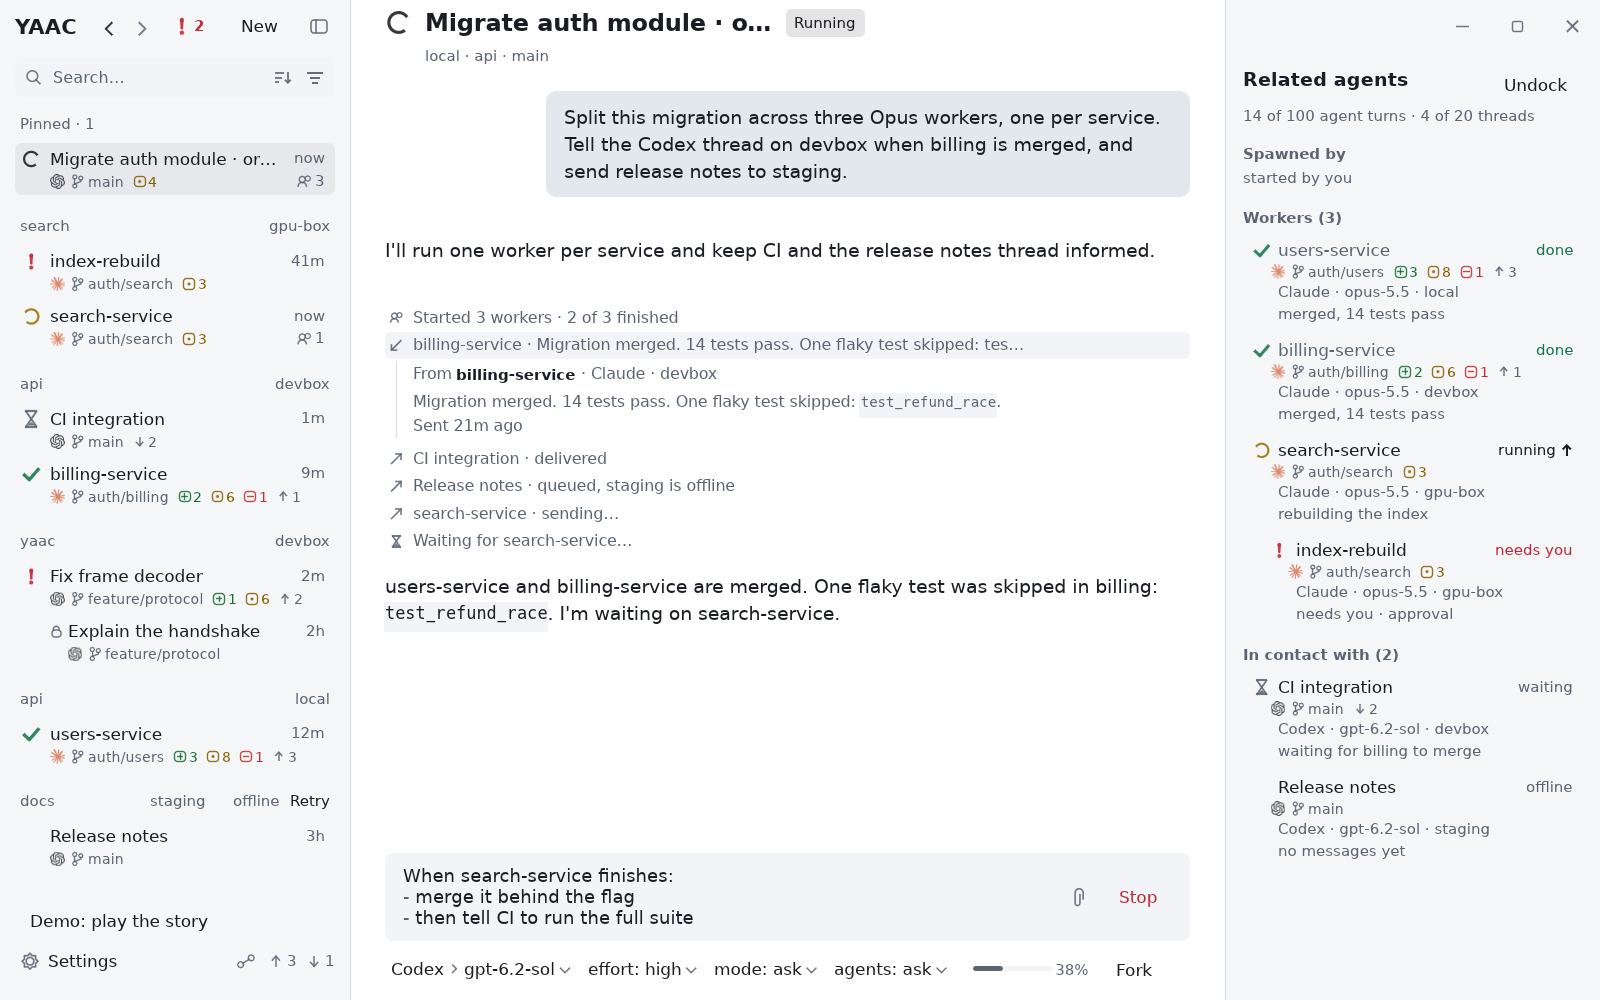 YAAC 2 New
Search...
Pinned · 1
Migrate auth module · or... now
main 4 3
search gpu-box
index-rebuild 41m
auth/search 3
search-service now
auth/search 3 1
api devbox
CI integration 1m
main 2
billing-service 9m
auth/billing 2 6 1 1
yaac devbox
Fix frame decoder 2m
feature/protocol 1 6 2
Explain the handshake 2h
feature/protocol
api local
users-service 12m
auth/users 3 8 1 3
docs staging offline Retry
Release notes 3h
main
Demo: play the story
Settings 3 1
Migrate auth module · o... Running
local · api · main
Split this migration across three Opus workers, one per service.
Tell the Codex thread on devbox when billing is merged, and
send release notes to staging.
I'll run one worker per service and keep CI and the release notes thread informed.
Started 3 workers · 2 of 3 finished
billing-service · Migration merged. 14 tests pass. One flaky test skipped: tes...
From billing-service · Claude · devbox
Migration merged. 14 tests pass. One flaky test skipped: test_refund_race.
Sent 21m ago
CI integration · delivered
Release notes · queued, staging is offline
search-service · sending...
Waiting for search-service...
users-service and billing-service are merged. One flaky test was skipped in billing:
test_refund_race. I'm waiting on search-service.
When search-service finishes:
- merge it behind the flag
- then tell CI to run the full suite
Stop
Codex > gpt-6.2-sol effort: high mode: ask agents: ask 38% Fork
Related agents Undock
14 of 100 agent turns · 4 of 20 threads
Spawned by
started by you
Workers (3)
users-service done
auth/users 3 8 1 3
Claude · opus-5.5 · local
merged, 14 tests pass
billing-service done
auth/billing 2 6 1 1
Claude · opus-5.5 · devbox
merged, 14 tests pass
search-service running ↑
auth/search 3
Claude · opus-5.5 · gpu-box
rebuilding the index
index-rebuild needs you
auth/search 3
Claude · opus-5.5 · gpu-box
needs you · approval
In contact with (2)
CI integration waiting
main 2
Codex · gpt-6.2-sol · devbox
waiting for billing to merge
Release notes offline
main
Codex · gpt-6.2-sol · staging
no messages yet